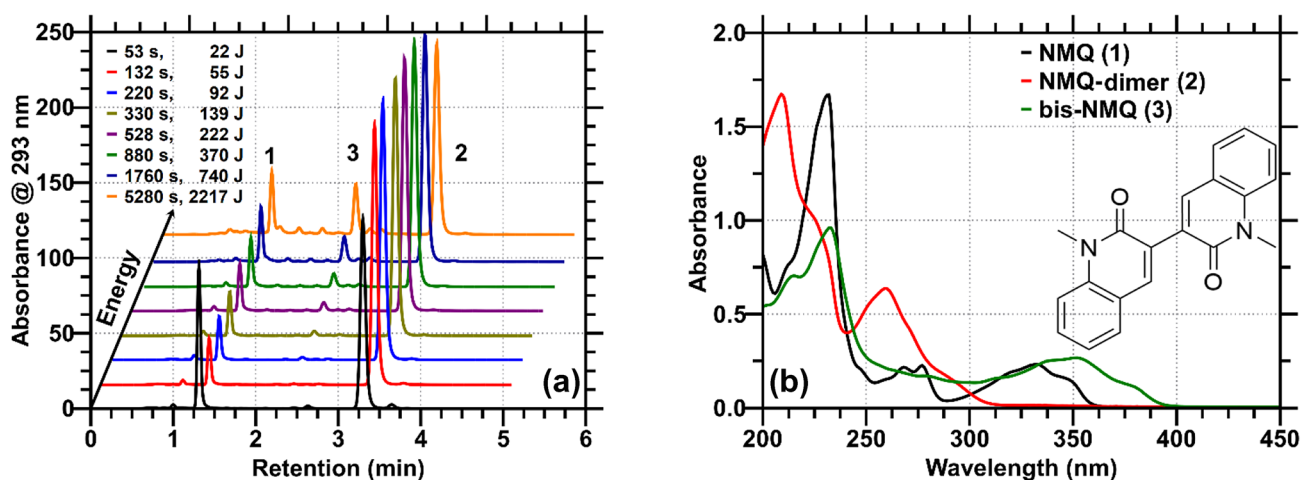 250
200
150
100
50
0
Absorbance @ 293 nm
53 s, 22 J
132 s, 55 J
220 s, 92 J
330 s, 139 J
528 s, 222 J
880 s, 370 J
1760 s, 740 J
5280 s, 2217 J
Energy
1
3
2
(a)
0 1 2 3 4 5 6
Retention (min)
2.0
1.5
1.0
0.5
0.0
Absorbance
NMQ (1)
NMQ-dimer (2)
bis-NMQ (3)
O
N
N
O
(b)
200 250 300 350 400 450
Wavelength (nm)